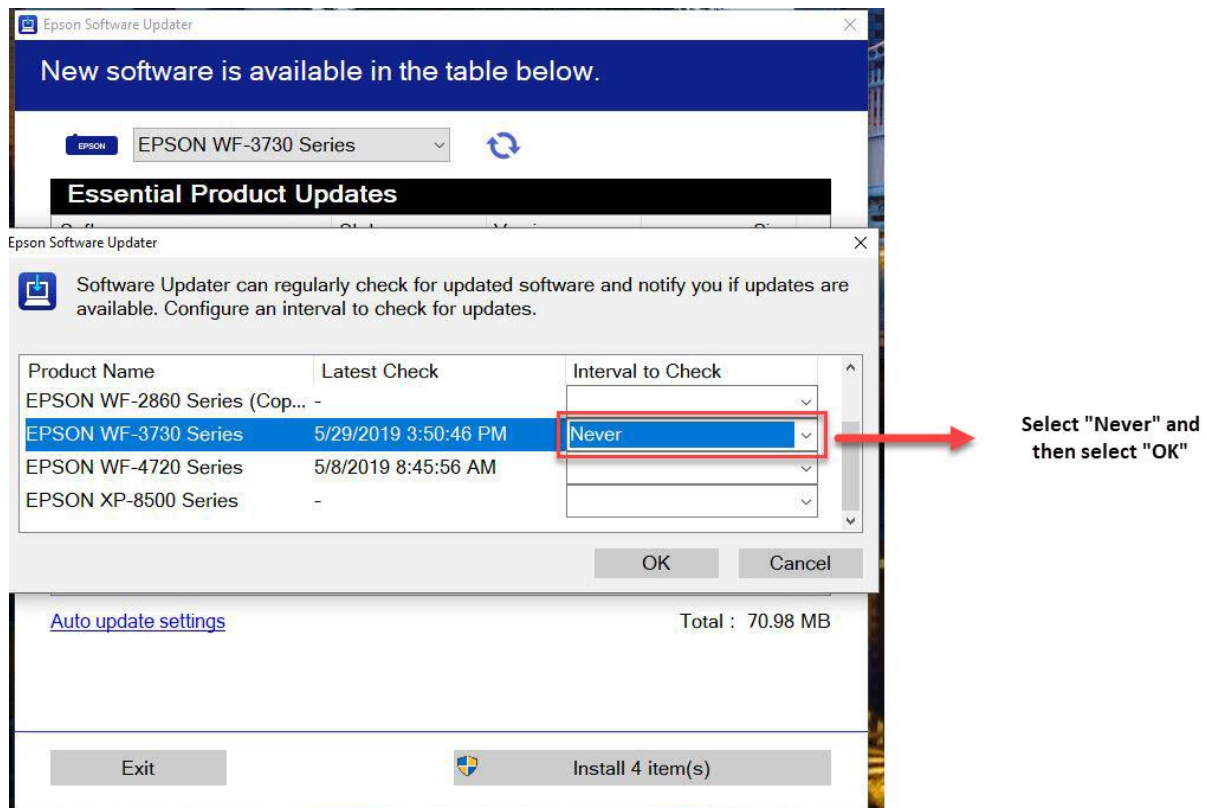 Epson Software Updater
New software is available in the table below.
EPSON
EPSON WF-3730 Series
Essential Product Updates
Epson Software Updater
Software Updater can regularly check for updated software and notify you if updates are
available. Configure an interval to check for updates.
Product Name Latest Check Interval to Check
EPSON WF-2860 Series (Cop... -
EPSON WF-3730 Series 5/29/2019 3:50:46 PM Never
EPSON WF-4720 Series 5/8/2019 8:45:56 AM
EPSON XP-8500 Series -
Select "Never" and
then select "OK"
OK Cancel
Auto update settings Total : 70.98 MB
Exit Install 4 item(s)